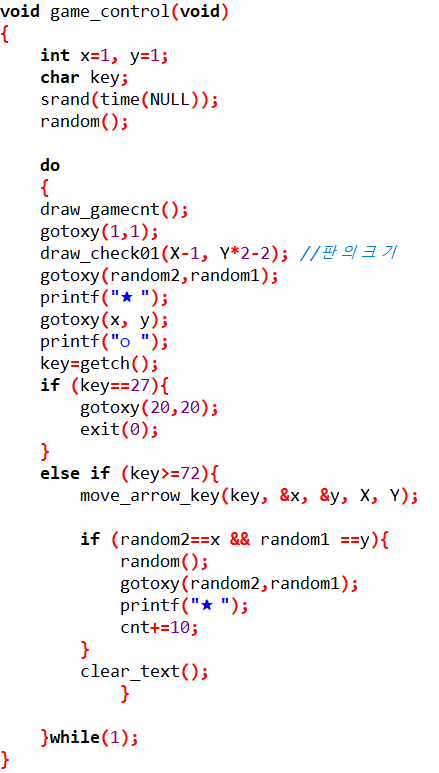 void game_control(void)
{
    int x=1, y=1;
    char key;
    srand(time(NULL));
    random();

    do
    {
    draw_gamecnt();
    gotoxy(1,1);
    draw_check01(X-1, Y*2-2); //판의크기
    gotoxy(random2,random1);
    printf("★ ");
    gotoxy(x, y);
    printf("○ ");
    key=getch();
    if (key==27){
        gotoxy(20,20);
        exit(0);
    }
    else if (key>=72){
        move_arrow_key(key, &x, &y, X, Y);

        if (random2==x && random1 ==y){
            random();
            gotoxy(random2,random1);
            printf("★ ");
            cnt+=10;
        }
        clear_text();
            }

    }while(1);
}